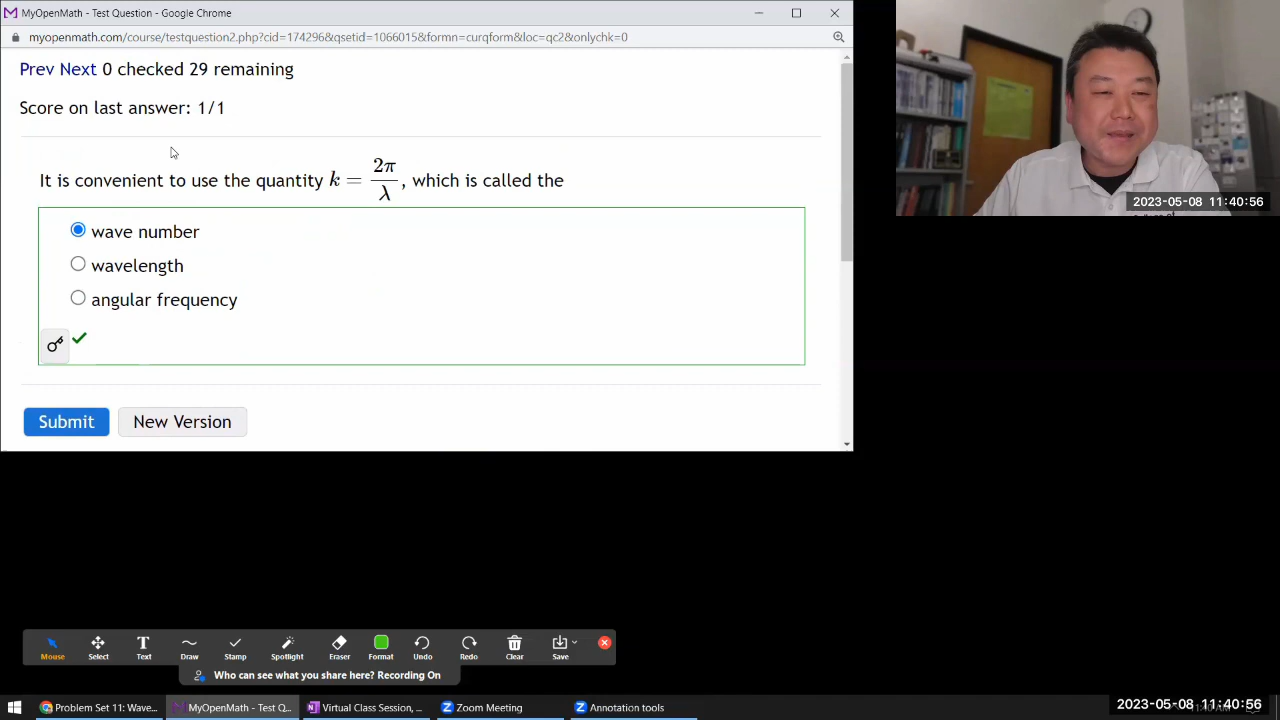 MyOpenMath - Test Question - Google Chrome
myopenmath.com/course/testquestion2.php?cid=174296&qsetid=1066015&formn=curqform&loc=qc2&onlychk=0
Prev Next 0 checked 29 remaining
Score on last answer: 1/1
It is convenient to use the quantity k = 2π/λ, which is called the
wave number
wavelength
angular frequency
Submit
New Version
2023-05-08 11:40:56
Mouse
Select
Text
Draw
Stamp
Spotlight
Eraser
Format
Undo
Redo
Clear
Save
Who can see what you share here? Recording On
Problem Set 11: Wave...
MyOpenMath - Test Q...
Virtual Class Session, ...
Zoom Meeting
Annotation tools
2023-05-08 11:40:56